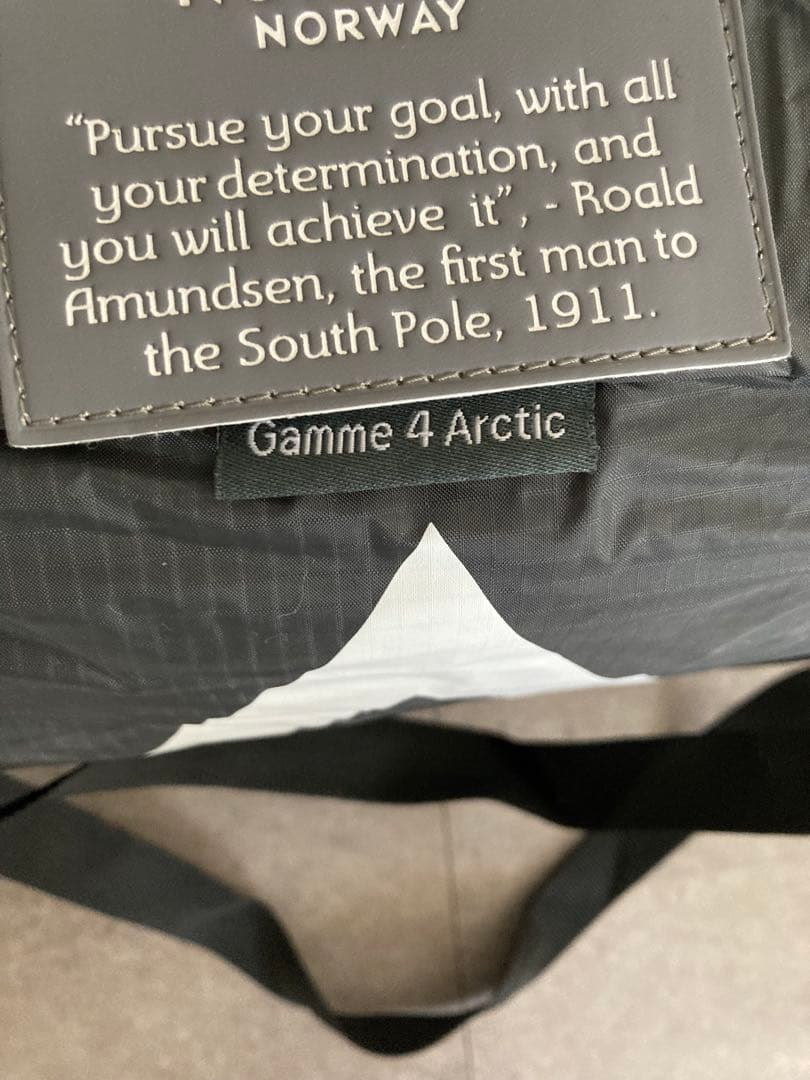 NORWAY
“Pursue your goal, with all
your determination, and
you will achieve it”, - Roald
Amundsen, the first man to
the South Pole, 1911.
Gamme 4 Arctic